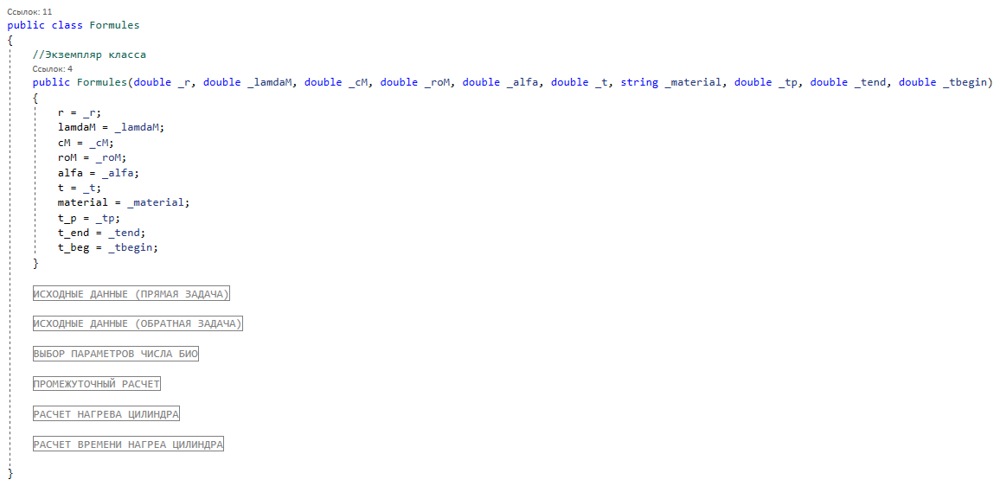 Ссылок: 11
public class Formules
{
//Экземпляр класса
Ссылок: 4
public Formules(double _r, double _lamdaM, double _cM, double _roM, double _alfa, double _t, string _material, double _tp, double _tend, double _tbegin)
{
r = _r;
lamdaM = _lamdaM;
cM = _cM;
roM = _roM;
alfa = _alfa;
t = _t;
material = _material;
t_p = _tp;
t_end = _tend;
t_beg = _tbegin;
}
ИСХОДНЫЕ ДАННЫЕ (ПРЯМАЯ ЗАДАЧА)
ИСХОДНЫЕ ДАННЫЕ (ОБРАТНАЯ ЗАДАЧА)
ВЫБОР ПАРАМЕТРОВ ЧИСЛА БИО
ПРОМЕЖУТОЧНЫЙ РАСЧЕТ
РАСЧЕТ НАГРЕВА ЦИЛИНДРА
РАСЧЕТ ВРЕМЕНИ НАГРЕА ЦИЛИНДРА
}